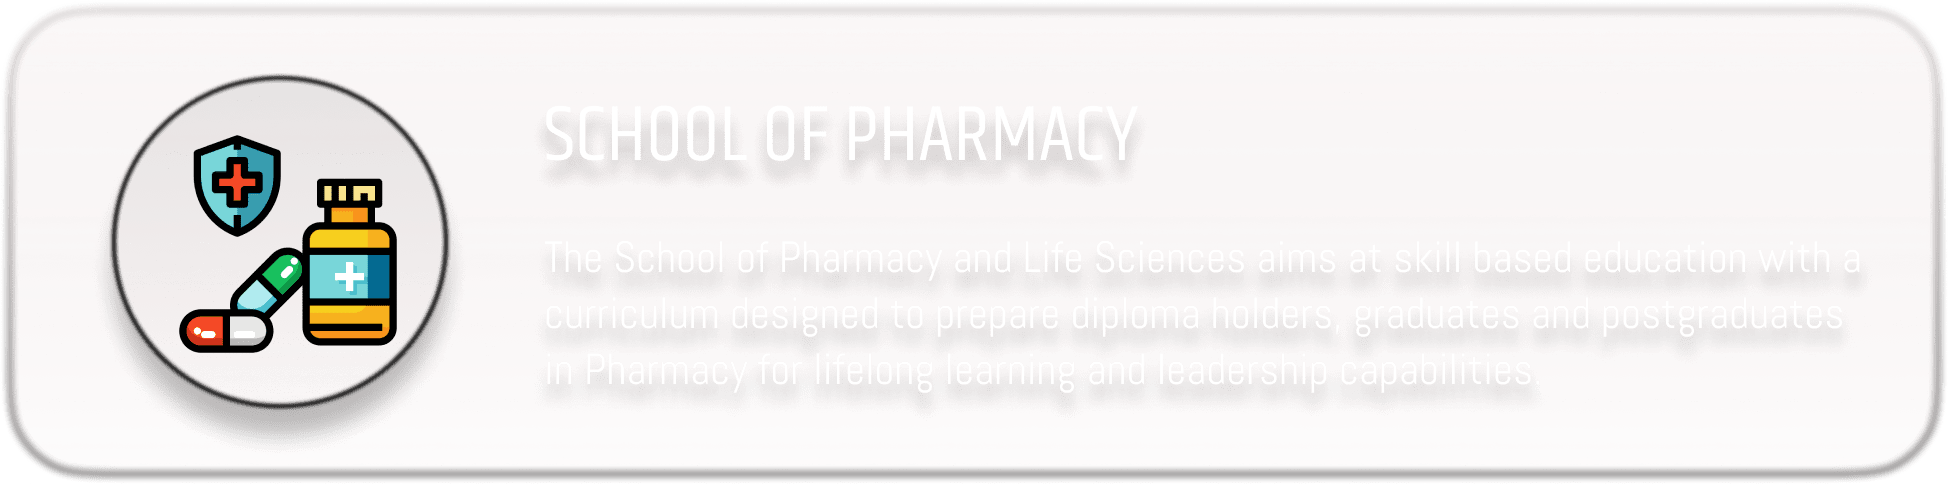 SCHOOL OF PHARMACY
The School of Pharmacy and Life Sciences aims at skill based education with a
curriculum designed to prepare diploma holders, graduates and postgraduates
in Pharmacy for lifelong learning and leadership capabilities.